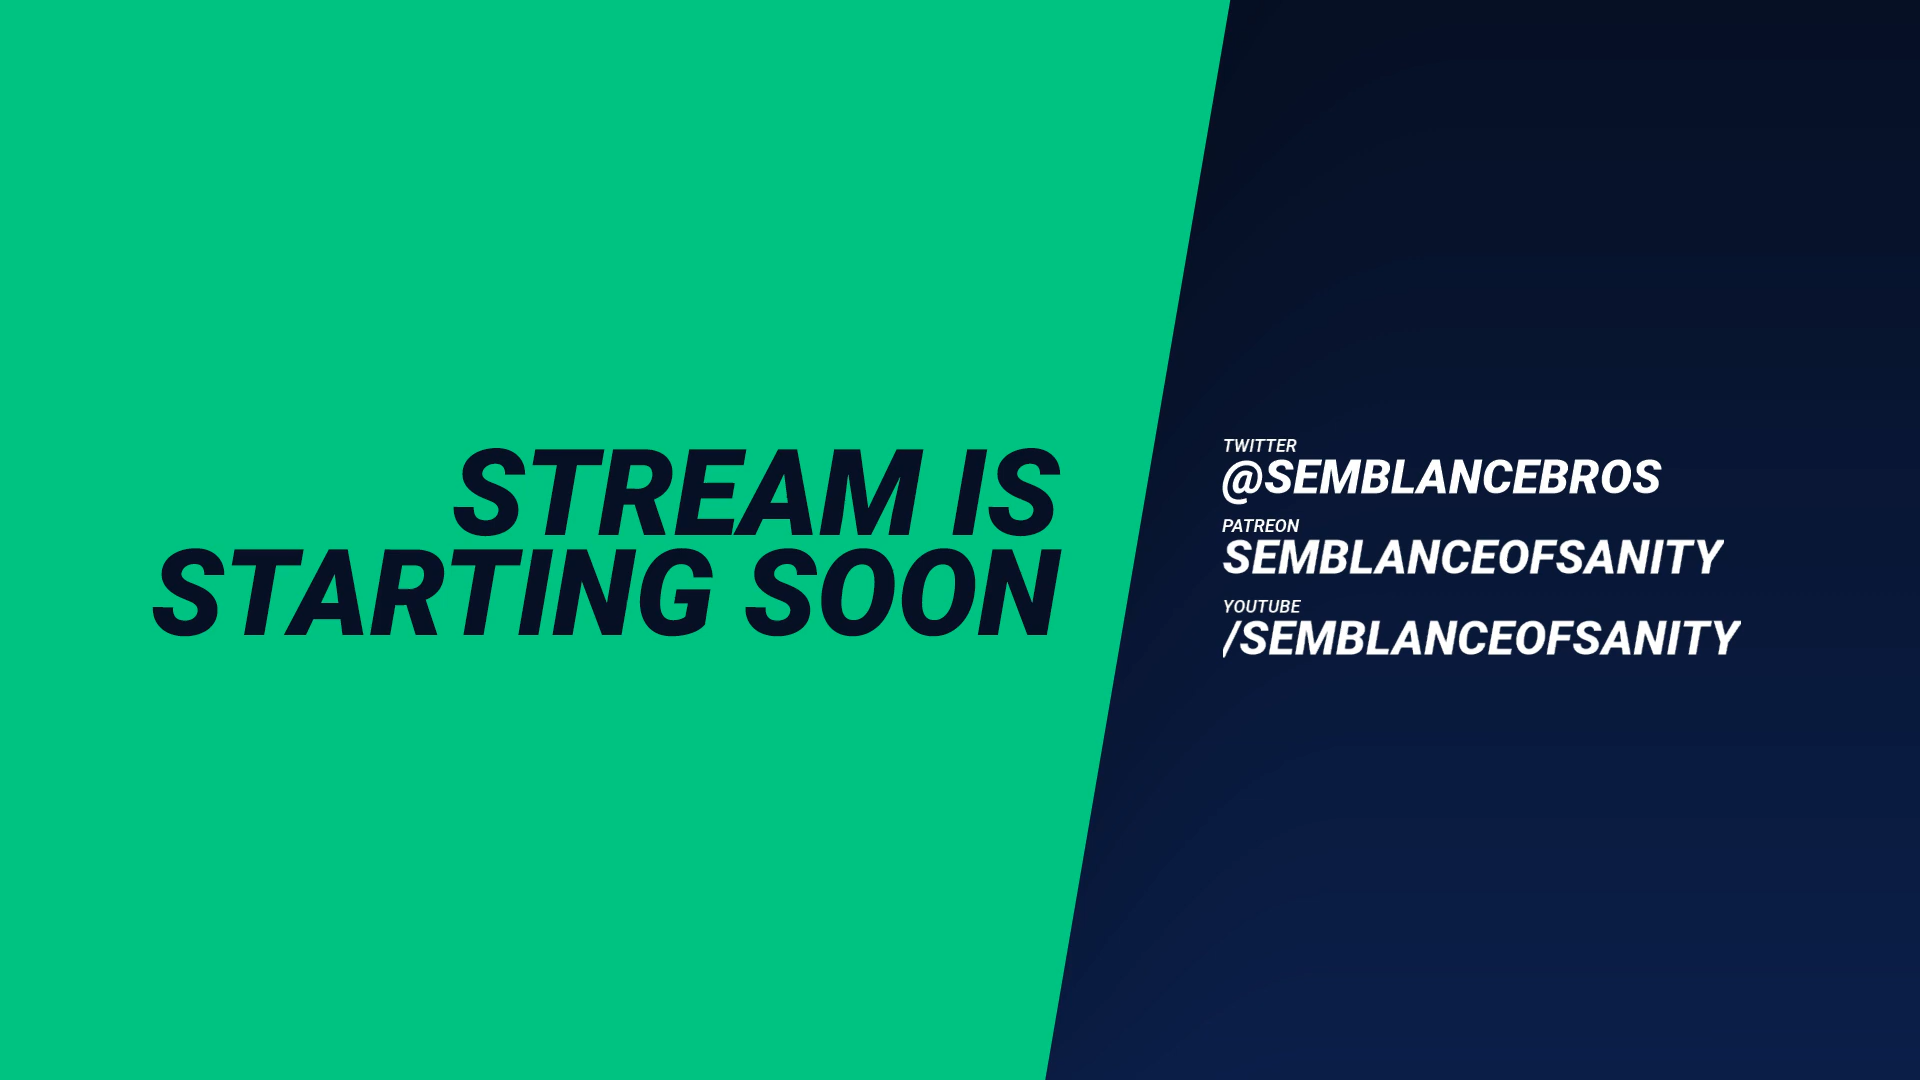 STREAM IS
STARTING SOON
TWITTER
@SEMBLANCEBROS
PATREON
SEMBLANCEOFSANITY
YOUTUBE
/SEMBLANCEOFSANITY